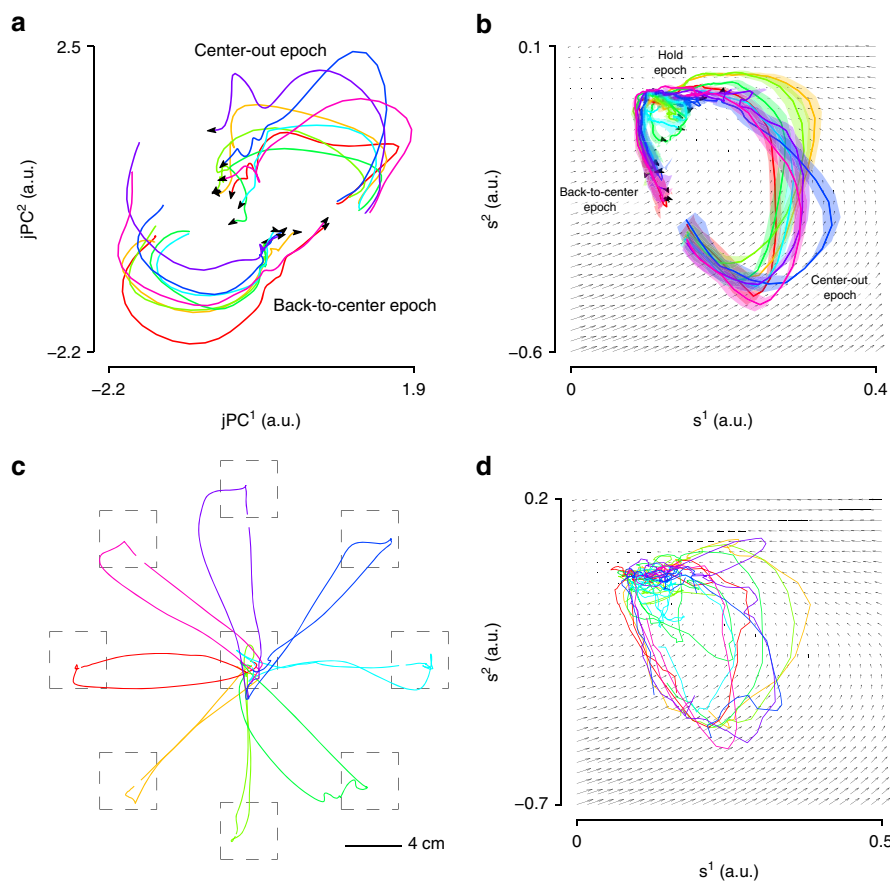 a
2.5
Center-out epoch
jPC2 (a.u.)
Back-to-center epoch
−2.2
−2.2
1.9
jPC1 (a.u.)
b
0.1
Hold
epoch
s2 (a.u.)
Back-to-center
epoch
Center-out
epoch
−0.6
0
0.4
s1 (a.u.)
c
4 cm
d
0.2
s2 (a.u.)
−0.7
0
0.5
s1 (a.u.)